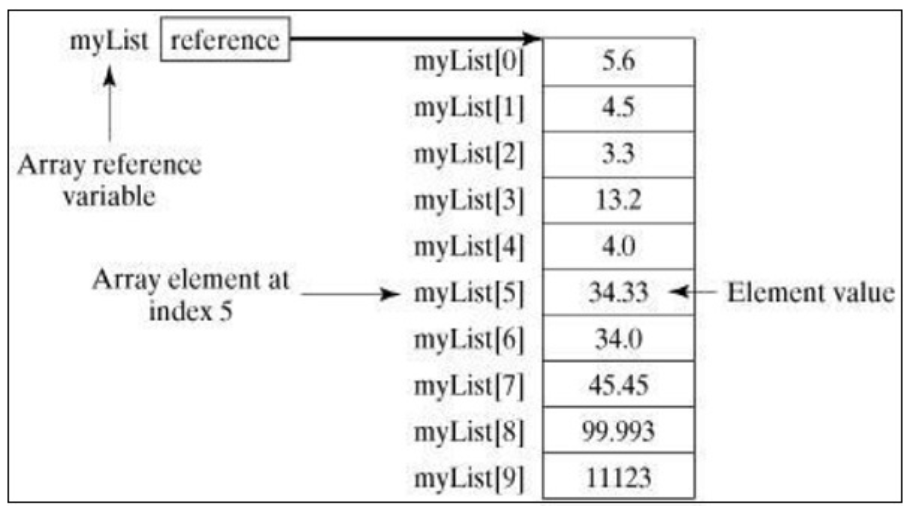 myList reference
myList[0] 5.6
myList[1] 4.5
myList[2] 3.3
Array reference
variable
myList[3] 13.2
myList[4] 4.0
Array element at
index 5
myList[5] 34.33 Element value
myList[6] 34.0
myList[7] 45.45
myList[8] 99.993
myList[9] 11123